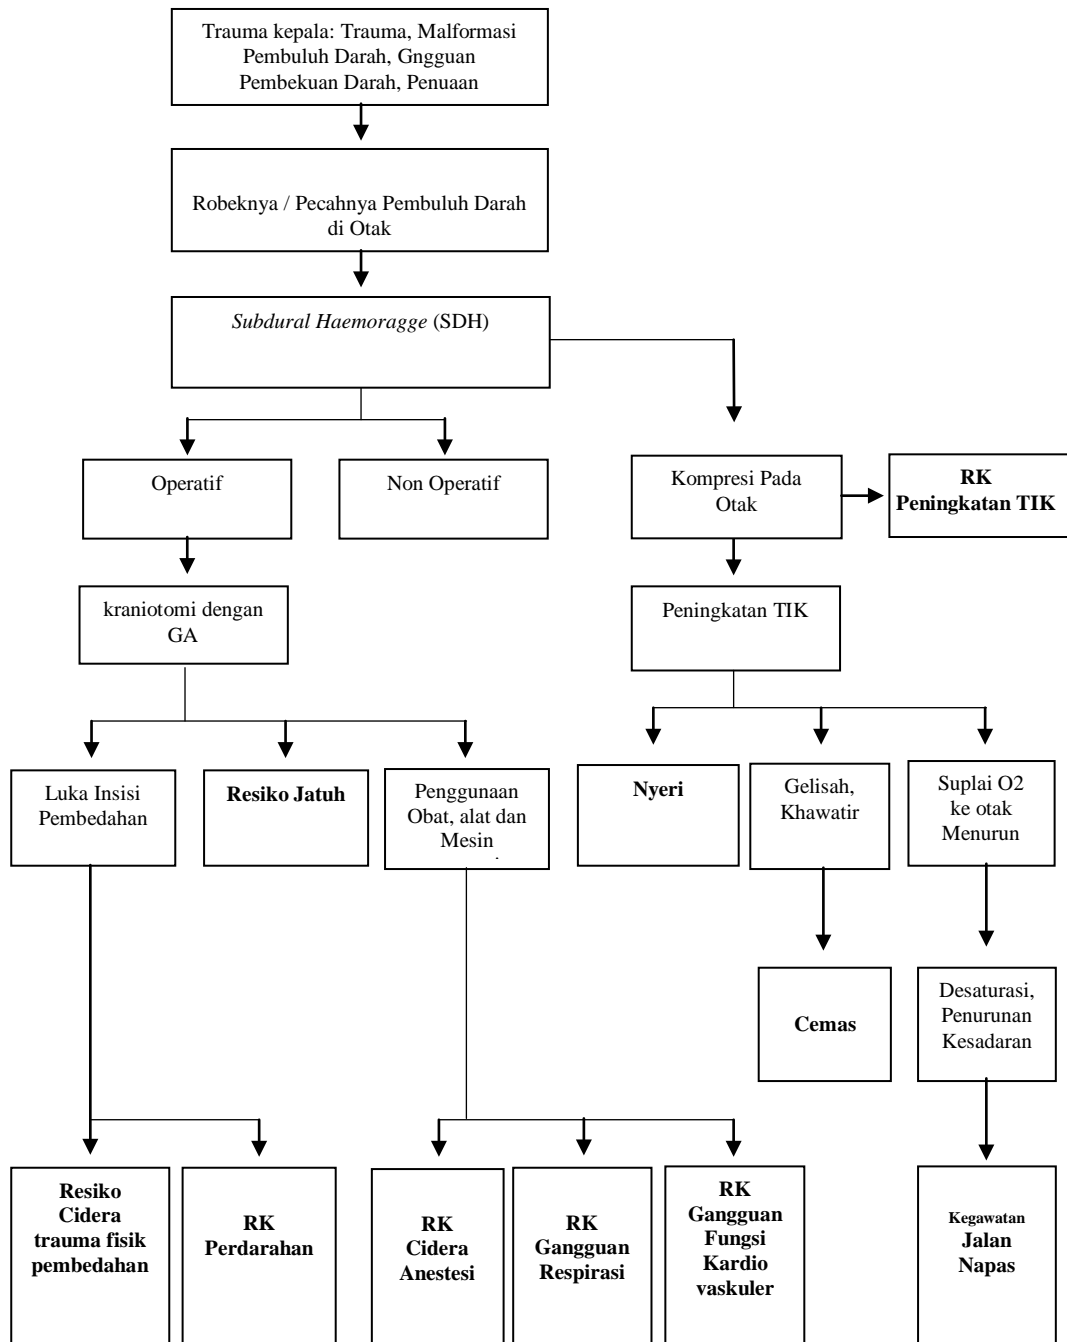 Trauma kepala: Trauma, Malformasi
Pembuluh Darah, Gngguan
Pembekuan Darah, Penuaan
Robeknya / Pecahnya Pembuluh Darah
di Otak
Subdural Haemoragge (SDH)
Operatif
Non Operatif
Kompresi Pada
Otak
RK
Peningkatan TIK
kraniotomi dengan
GA
Peningkatan TIK
Luka Insisi
Pembedahan
Resiko Jatuh
Penggunaan
Obat, alat dan
Mesin
Nyeri
Gelisah,
Khawatir
Suplai O2
ke otak
Menurun
Cemas
Desaturasi,
Penurunan
Kesadaran
Resiko
Cidera
trauma fisik
pembedahan
RK
Perdarahan
RK
Cidera
Anestesi
RK
Gangguan
Respirasi
RK
Gangguan
Fungsi
Kardio
vaskuler
Kegawatan
Jalan
Napas